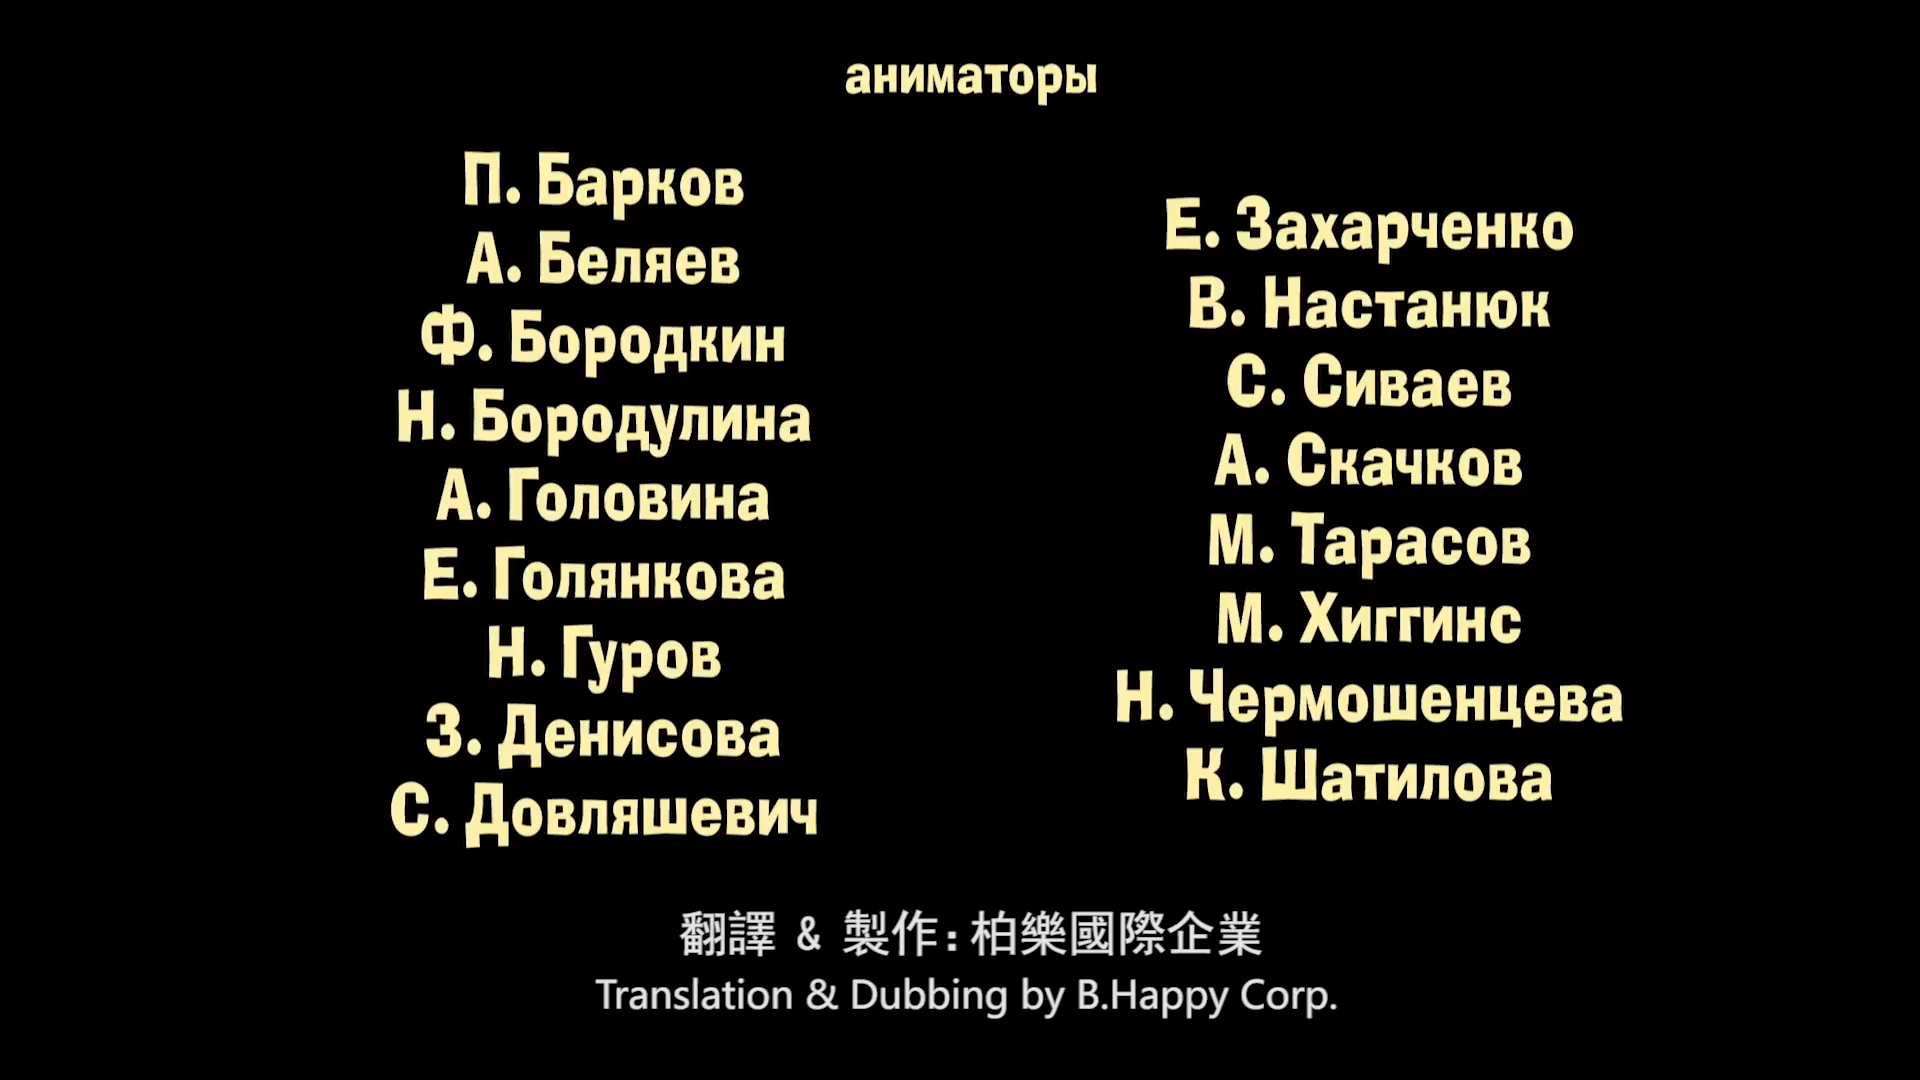 аниматоры
П. Барков
А. Беляев
Ф. Бородкин
Н. Бородулина
А. Головина
Е. Голянкова
Н. Гуров
З. Денисова
С. Довляшевич
Е. Захарченко
В. Настанюк
С. Сиваев
А. Скачков
М. Тарасов
М. Хиггинс
Н. Чермошенцева
К. Шатилова
翻譯 & 製作: 柏樂國際企業
Translation & Dubbing by B.Happy Corp.